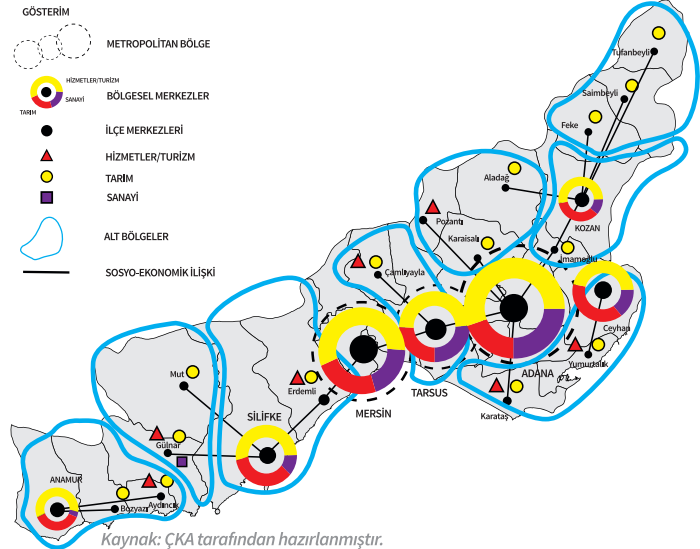 GÖSTERİM
METROPOLİTAN BÖLGE
HİZMETLER/TURİZM
SANAYİ
TARIM
BÖLGESEL MERKEZLER
İLÇE MERKEZLERİ
HİZMETLER/TURİZM
TARİM
SANAYİ
ALT BÖLGELER
SOSYO-EKONOMİK İLİŞKİ
Tufanbeyli
Saimbeyli
Feke
Aladağ
KOZAN
Pozantı
Karaisalı
İmamoğlu
Çamlıyayla
Ceyhan
Yumurtalık
ADANA
Karataş
TARSUS
MERSİN
Erdemli
Mut
SİLİFKE
Gülnar
ANAMUR
Bozyazı
Aydıncık
Kaynak: ÇKA tarafından hazırlanmıştır.